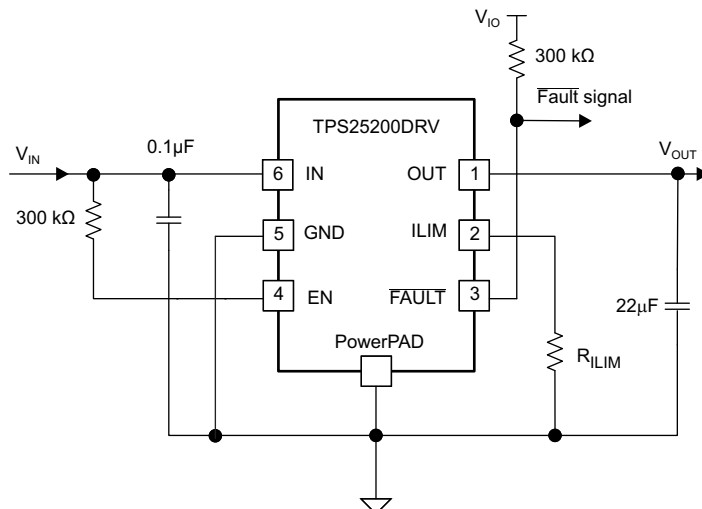 V_IO
300 kΩ
Fault signal
TPS25200DRV
V_IN
0.1µF
6 IN
OUT 1
V_OUT
300 kΩ
5 GND
ILIM 2
4 EN
FAULT 3
22µF
PowerPAD
R_ILIM